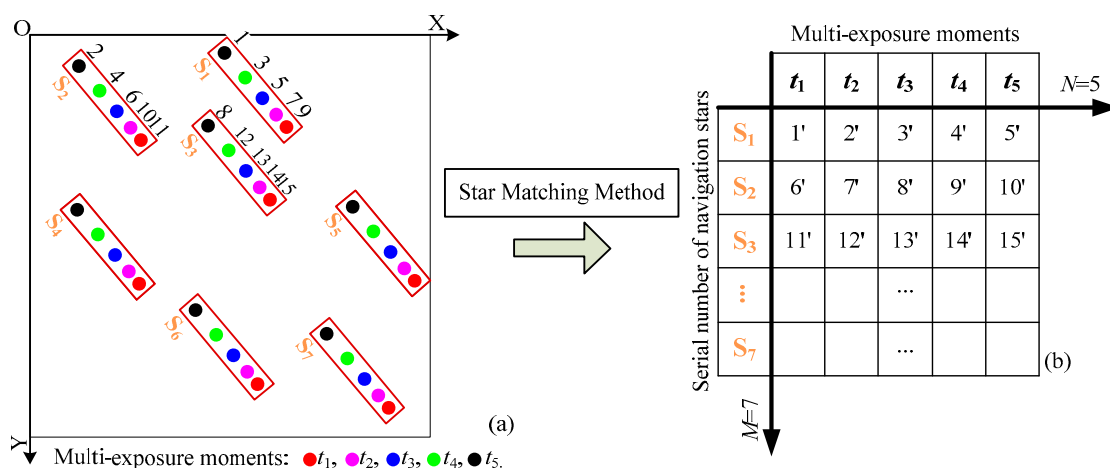 O X
1
2
S₁ 3
S₂ 4 5
6 7 9
10 8
11 12
S₃ 13
14
15
S₄ S₅
S₆ S₇
Y
(a)
Multi-exposure moments: t₁, t₂, t₃, t₄, t₅.
Star Matching Method
Multi-exposure moments
t₁ t₂ t₃ t₄ t₅ N=5
Serial number of navigation stars
S₁ 1' 2' 3' 4' 5'
S₂ 6' 7' 8' 9' 10'
S₃ 11' 12' 13' 14' 15'
⋮ ...
S₇ ...
M=7
(b)